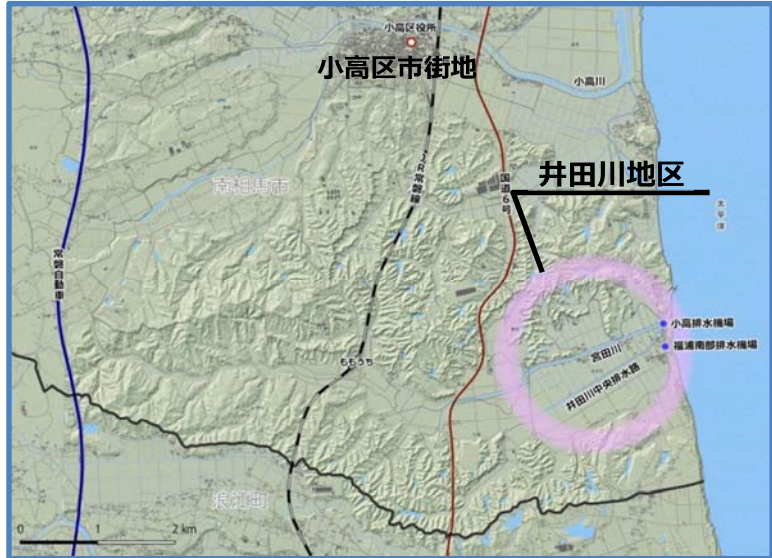 小高区役所
小高区市街地
小高川
南相馬市
JR常磐線
国道6号
井田川地区
太平洋
常磐自動車
小高排水機場
宮田川
福浦南部排水機場
ももうち
井田川中央排水路
浪江町
0 1 2 km